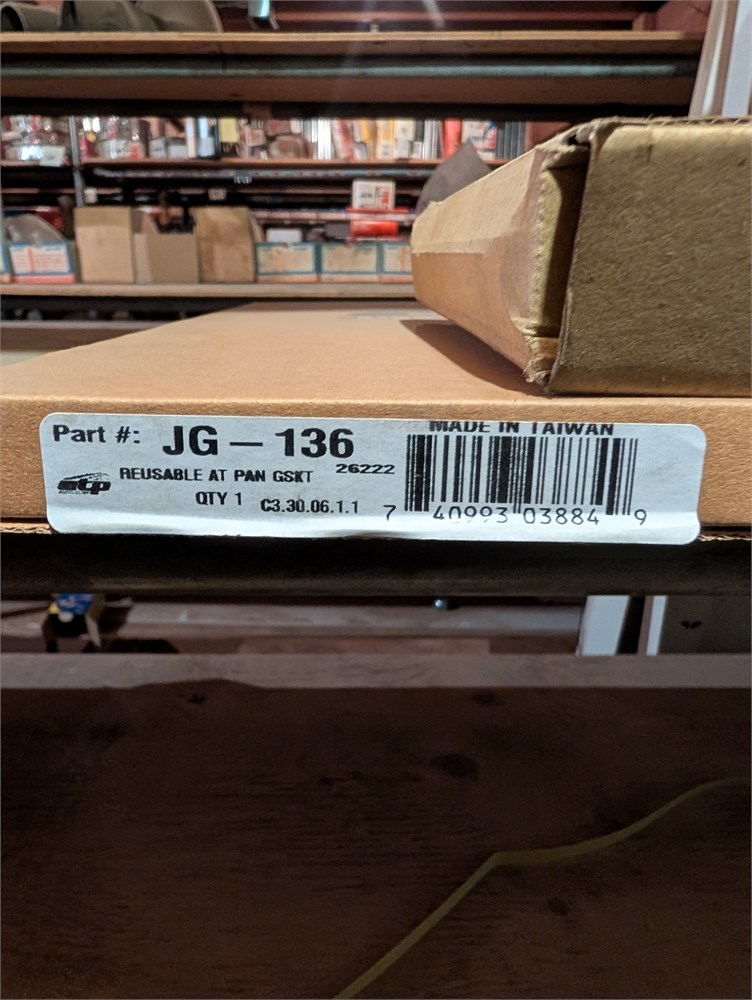 Part #: JG - 136
MADE IN TAIWAN
atp
REUSABLE AT PAN GSKT
26222
QTY 1
C3.30.06.1.1
7 40993 03884 9